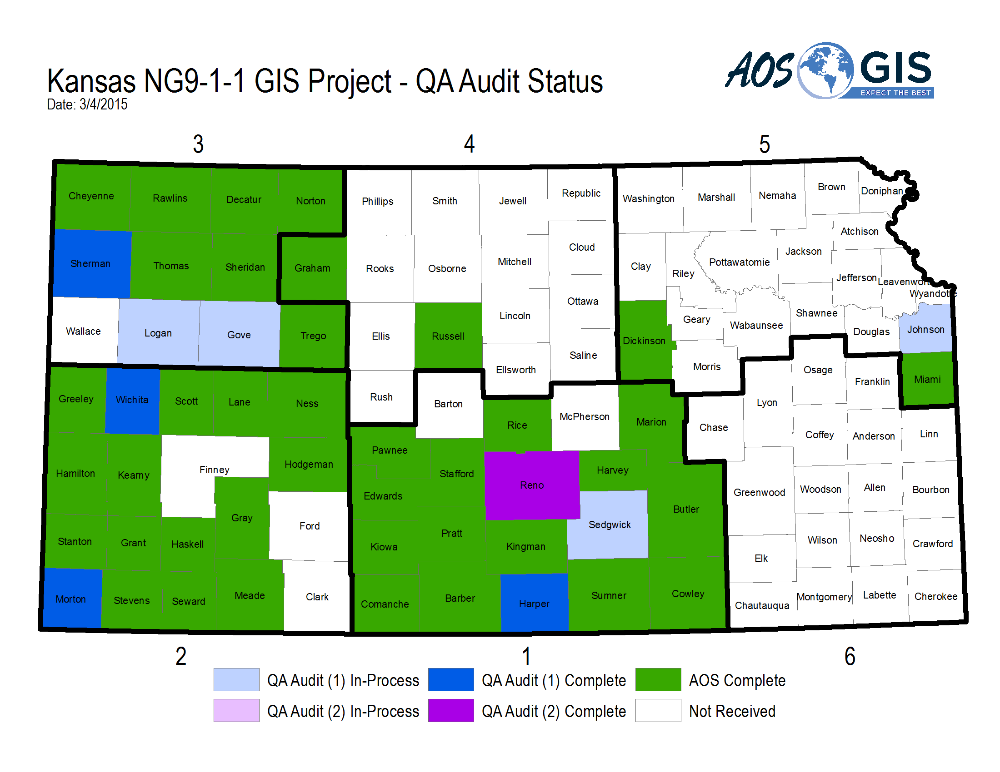 AOS GIS
EXPECT THE BEST
Kansas NG9-1-1 GIS Project - QA Audit Status
Date: 3/4/2015
3
4
5
Cheyenne
Rawlins
Decatur
Norton
Phillips
Smith
Jewell
Republic
Washington
Marshall
Nemaha
Brown
Doniphan
Sherman
Thomas
Sheridan
Graham
Rooks
Osborne
Mitchell
Cloud
Clay
Riley
Pottawatomie
Jackson
Atchison
Jefferson
Leavenworth
Wyandotte
Wallace
Logan
Gove
Trego
Ellis
Russell
Lincoln
Ottawa
Saline
Ellsworth
Dickinson
Geary
Wabaunsee
Shawnee
Douglas
Johnson
Morris
Osage
Franklin
Miami
Greeley
Wichita
Scott
Lane
Ness
Rush
Barton
Rice
McPherson
Marion
Chase
Lyon
Coffey
Anderson
Linn
Hamilton
Kearny
Finney
Hodgeman
Pawnee
Stafford
Edwards
Reno
Harvey
Butler
Greenwood
Woodson
Allen
Bourbon
Stanton
Grant
Haskell
Gray
Ford
Kiowa
Pratt
Kingman
Sedgwick
Elk
Wilson
Neosho
Crawford
Morton
Stevens
Seward
Meade
Clark
Comanche
Barber
Harper
Sumner
Cowley
Chautauqua
Montgomery
Labette
Cherokee
2
1
6
QA Audit (1) In-Process
QA Audit (1) Complete
AOS Complete
QA Audit (2) In-Process
QA Audit (2) Complete
Not Received